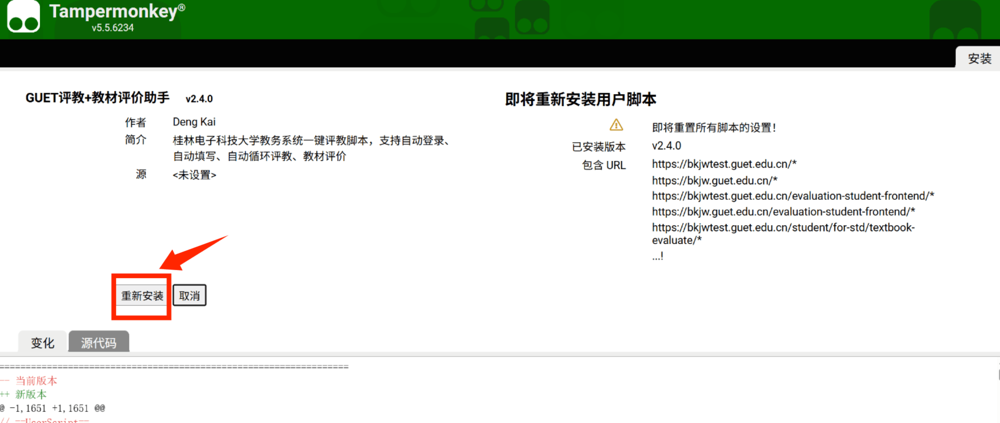 Tampermonkey®
v5.5.6234
安装
GUET评教+教材评价助手 v2.4.0
作者 Deng Kai
简介 桂林电子科技大学教务系统一键评教脚本，支持自动登录、
自动填写、自动循环评教、教材评价
源 <未设置>
即将重新安装用户脚本
即将重置所有脚本的设置！
已安装版本 v2.4.0
包含 URL https://bkjwtest.guet.edu.cn/*
https://bkjw.guet.edu.cn/*
https://bkjwtest.guet.edu.cn/evaluation-student-frontend/*
https://bkjw.guet.edu.cn/evaluation-student-frontend/*
https://bkjwtest.guet.edu.cn/student/for-std/textbook-
evaluate/*
...!
重新安装 取消
变化 源代码
===================================================================
-- 当前版本
++ 新版本
@ -1,1651 +1,1651 @@
// ==UserScript==